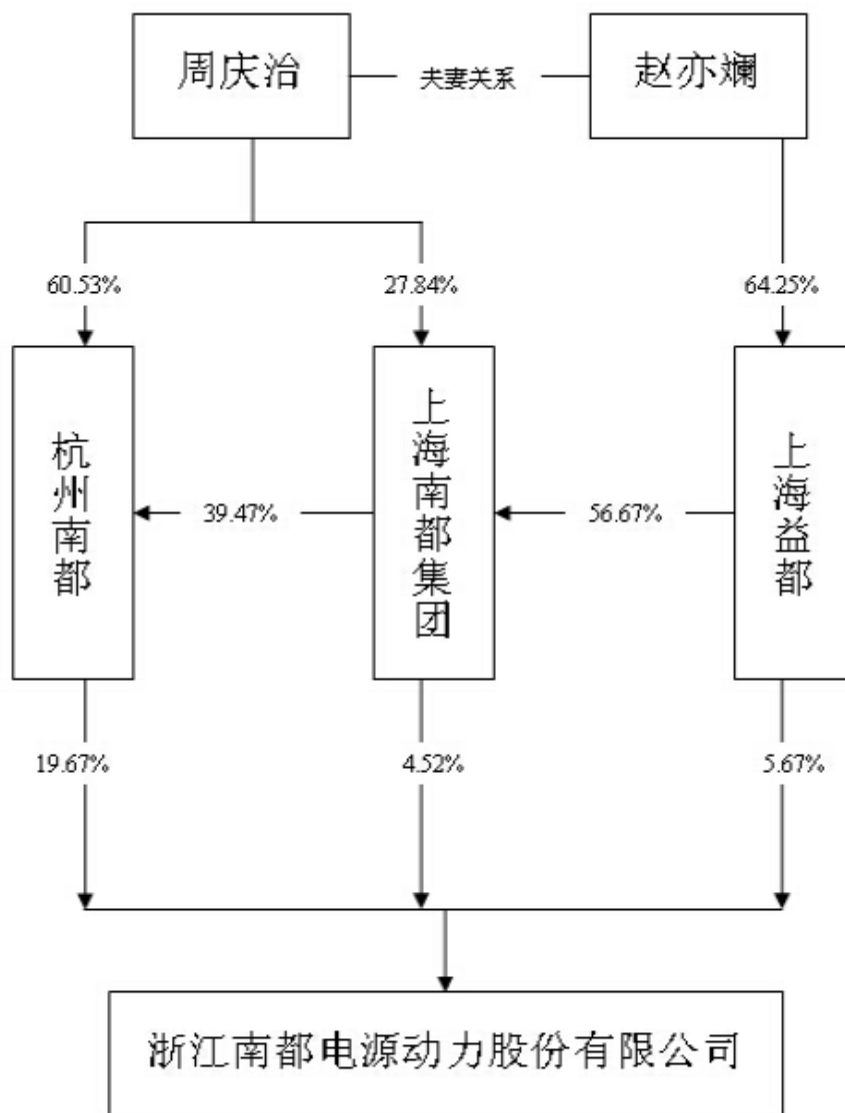 周庆治
夫妻关系
赵亦斓
60.53%
27.84%
64.25%
杭州南都
上海南都集团
上海益都
39.47%
56.67%
19.67%
4.52%
5.67%
浙江南都电源动力股份有限公司